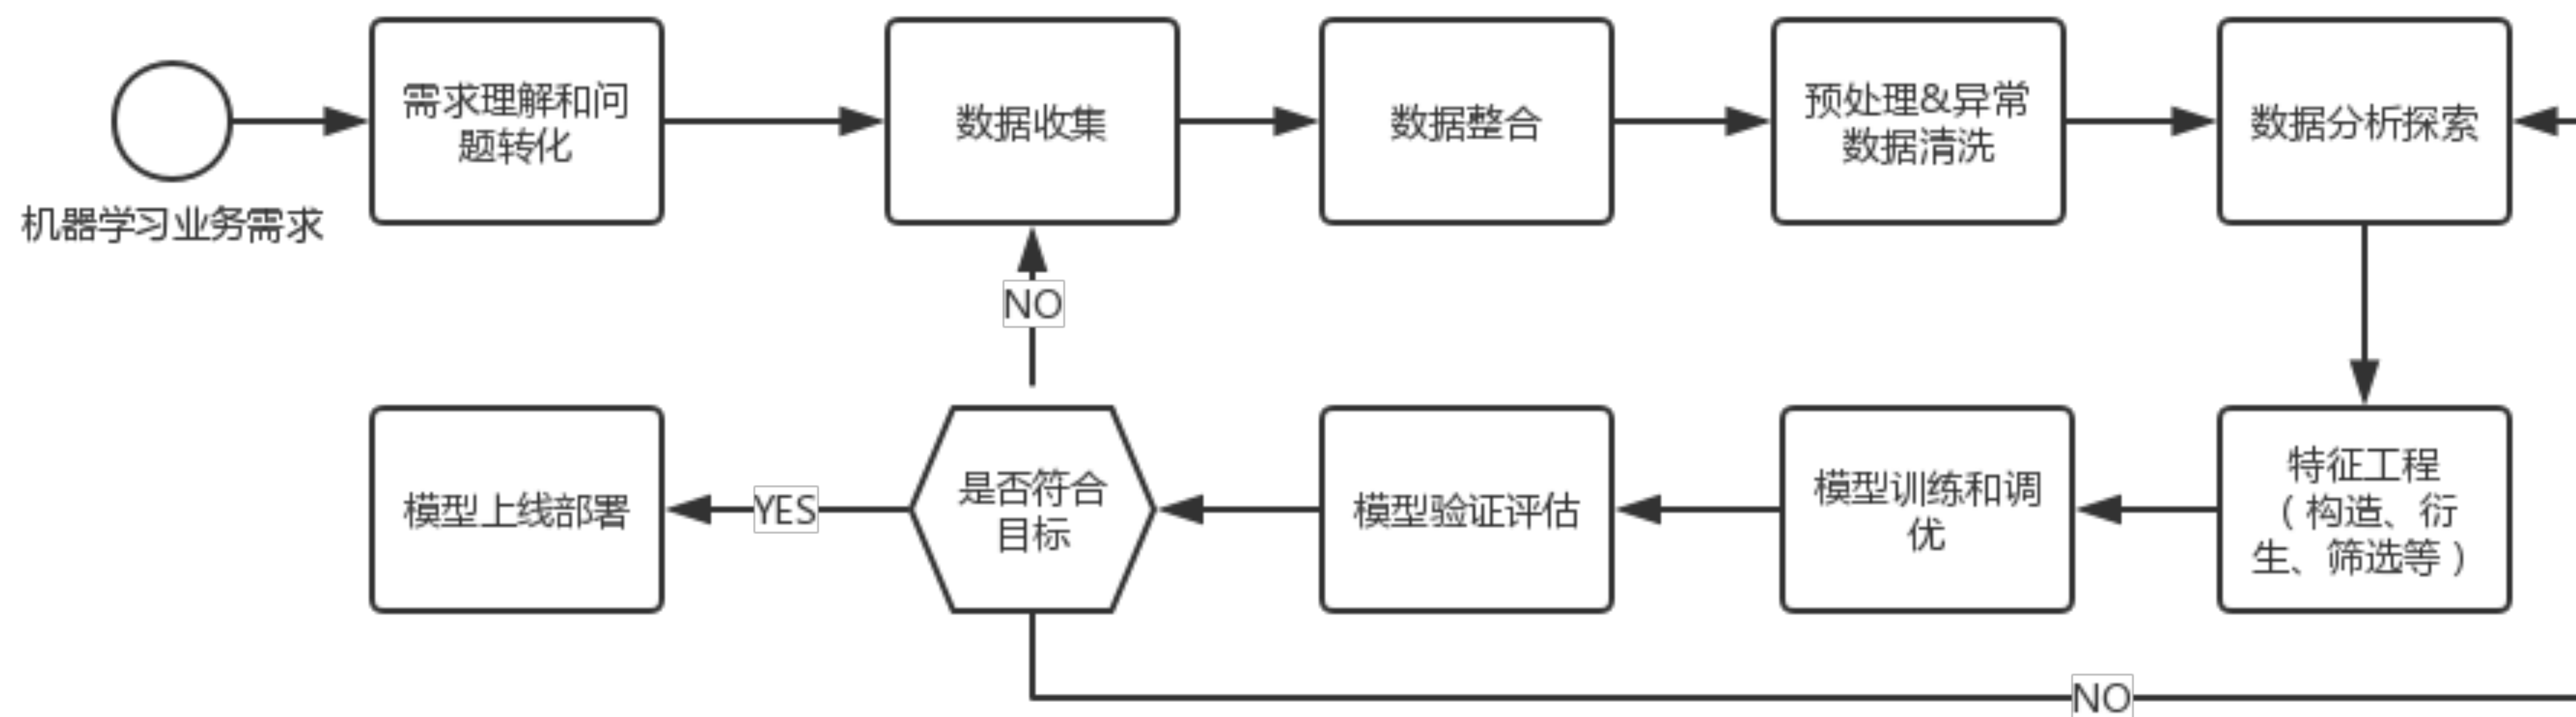 需求理解和问
题转化
数据收集
数据整合
预处理&异常
数据清洗
数据分析探索
机器学习业务需求
NO
模型上线部署
YES
是否符合
目标
模型验证评估
模型训练和调
优
特征工程
（构造、衍
生、筛选等）
NO